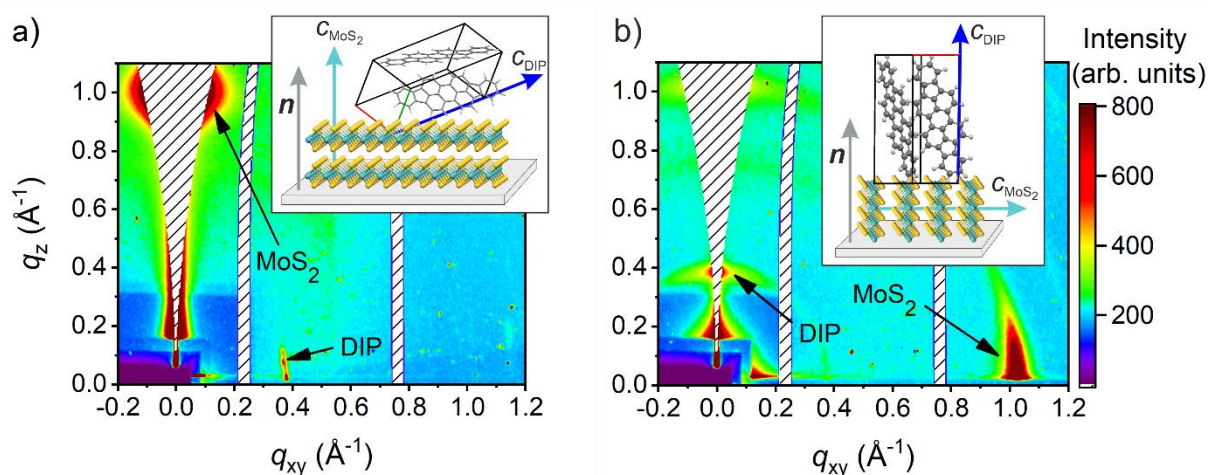 a)
b)
q_z (Å⁻¹)
1.0
0.8
0.6
0.4
0.2
0.0
-0.2 0.0 0.2 0.4 0.6 0.8 1.0 1.2
q_xy (Å⁻¹)
n
c_MoS₂
c_DIP
MoS₂
DIP
1.0
0.8
0.6
0.4
0.2
0.0
-0.2 0.0 0.2 0.4 0.6 0.8 1.0 1.2
q_xy (Å⁻¹)
n
c_DIP
c_MoS₂
DIP
MoS₂
Intensity
(arb. units)
800
600
400
200